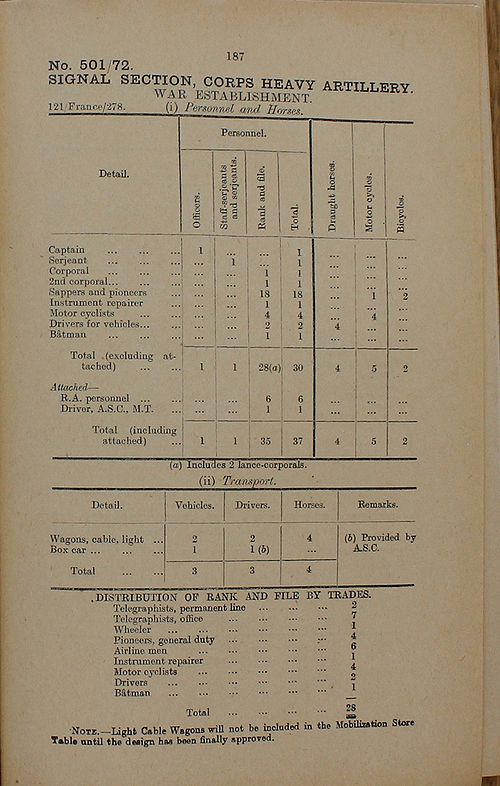 187
No. 501/72.
SIGNAL SECTION, CORPS HEAVY ARTILLERY.
WAR ESTABLISHMENT.
121/France/278. (i) Personnel and Horses.
Detail. Personnel. Draught horses. Motor cycles. Bicycles.
Officers. Staff-serjeants and serjeants. Rank and file. Total.
Captain ... ... ... 1 ... ... 1 ... ... ...
Serjeant ... ... ... ... 1 ... 1 ... ... ...
Corporal ... ... ... ... ... 1 1 ... ... ...
2nd corporal... ... ... ... ... 1 1 ... ... ...
Sappers and pioneers ... ... ... 18 18 ... 1 2
Instrument repairer ... ... ... 1 1 ... ... ...
Motor cyclists ... ... ... ... 4 4 ... 4 ...
Drivers for vehicles... ... ... ... 2 2 4 ... ...
Bâtman ... ... ... ... ... 1 1 ... ... ...
Total (excluding at-
tached) ... ... 1 1 28(a) 30 4 5 2
Attached—
R.A. personnel ... ... ... ... 6 6 ... ... ...
Driver, A.S.C., M.T. ... ... ... 1 1 ... ... ...
Total (including
attached) ... 1 1 35 37 4 5 2
(a) Includes 2 lance-corporals.
(ii) Transport.
Detail. Vehicles. Drivers. Horses. Remarks.
Wagons, cable, light ... 2 2 4 (b) Provided by
Box car ... ... ... 1 1 (b) ... A.S.C.
Total ... ... 3 3 4
DISTRIBUTION OF RANK AND FILE BY TRADES.
Telegraphists, permanent line ... ... ... 2
Telegraphists, office ... ... ... ... 7
Wheeler ... ... ... ... ... ... 1
Pioneers, general duty ... ... ... ... 4
Airline men ... ... ... ... ... 6
Instrument repairer ... ... ... ... 1
Motor cyclists ... ... ... ... ... 4
Drivers ... ... ... ... ... ... 2
Bâtman ... ... ... ... ... ... 1
Total ... ... ... ... 28
NOTE.—Light Cable Wagons will not be included in the Mobilization Store
Table until the design has been finally approved.